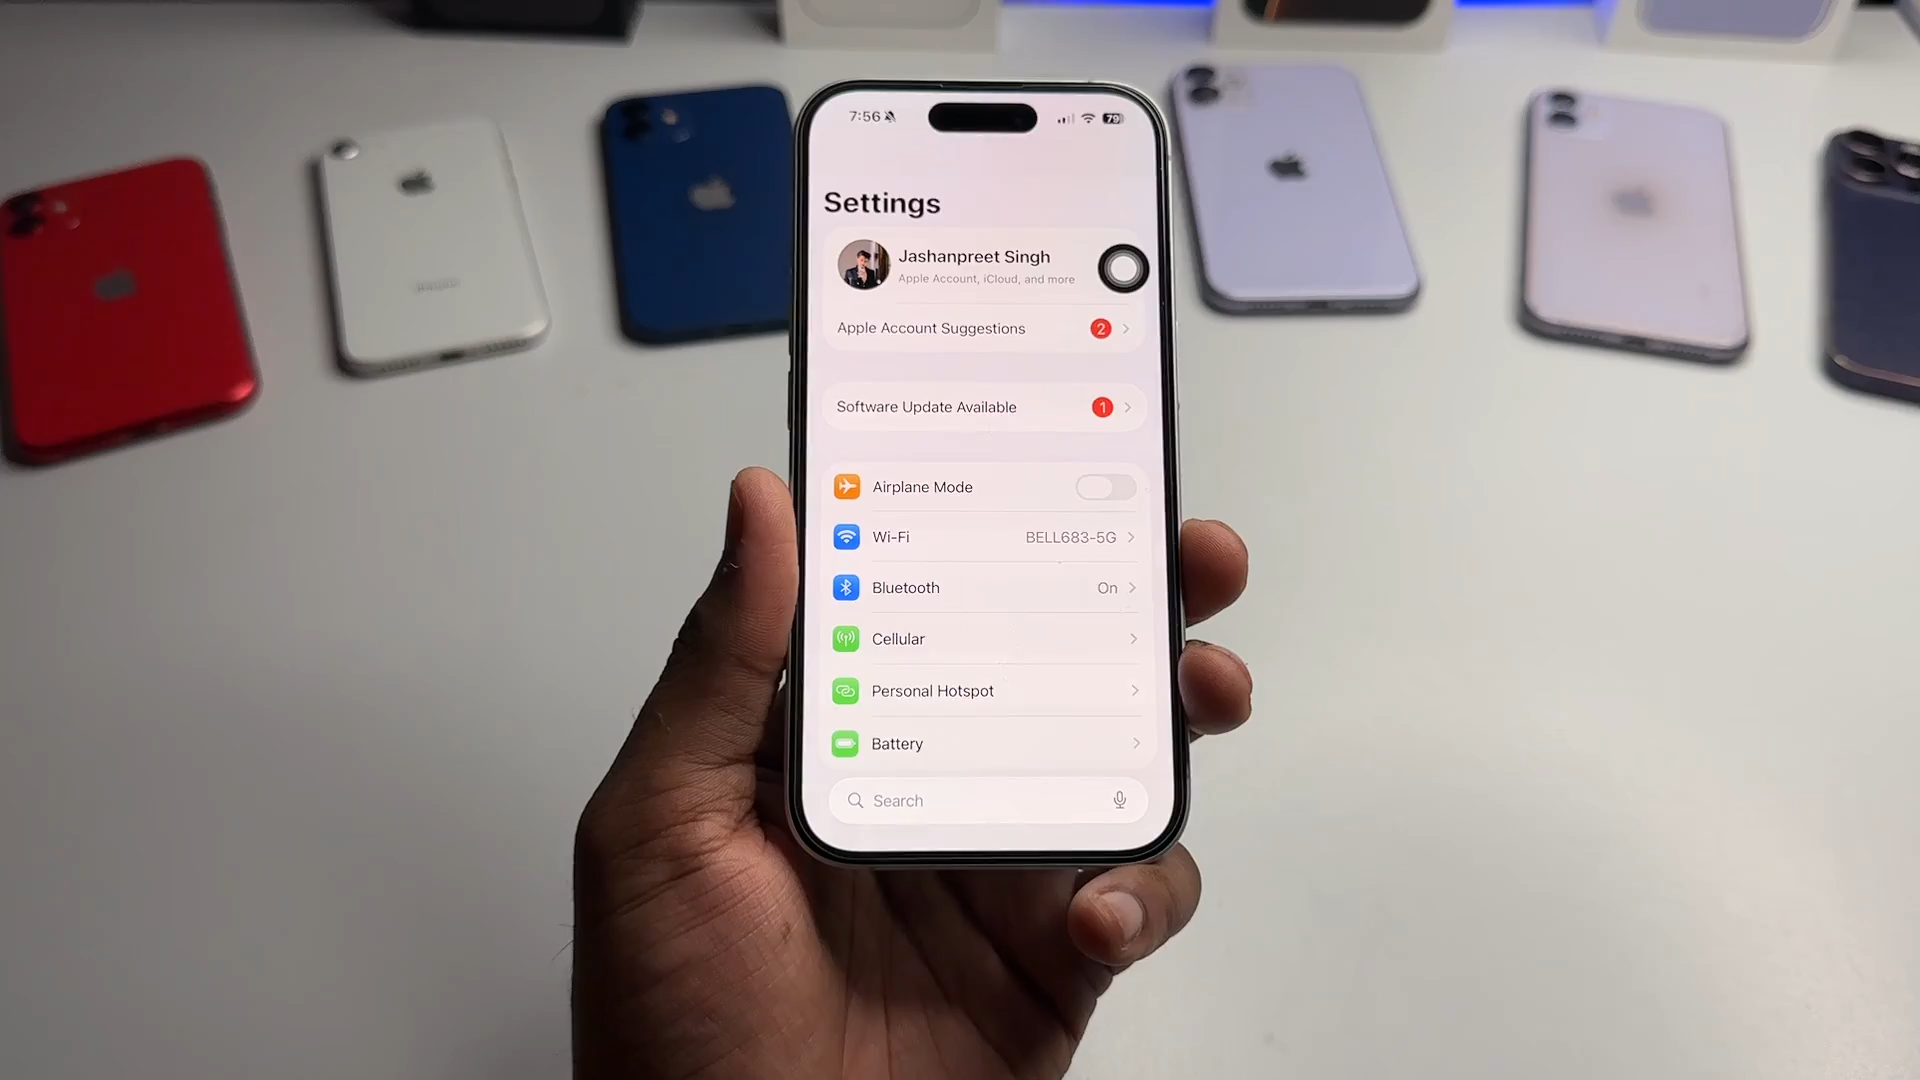 7:56
79
Settings
Jashanpreet Singh
Apple Account, iCloud, and more
Apple Account Suggestions 2
Software Update Available 1
Airplane Mode
Wi-Fi BELL683-5G
Bluetooth On
Cellular
Personal Hotspot
Battery
Search